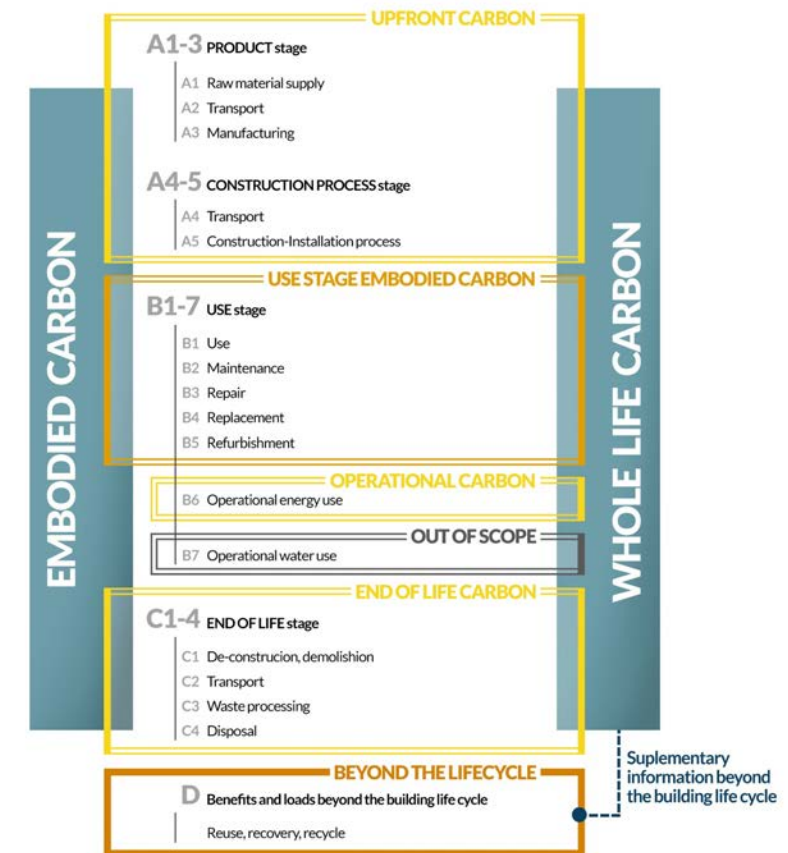 UPFRONT CARBON
A1-3 PRODUCT stage
A1 Raw material supply
A2 Transport
A3 Manufacturing
A4-5 CONSTRUCTION PROCESS stage
A4 Transport
A5 Construction-Installation process
USE STAGE EMBODIED CARBON
B1-7 USE stage
B1 Use
B2 Maintenance
B3 Repair
B4 Replacement
B5 Refurbishment
OPERATIONAL CARBON
B6 Operational energy use
OUT OF SCOPE
B7 Operational water use
END OF LIFE CARBON
C1-4 END OF LIFE stage
C1 De-construcion, demolishion
C2 Transport
C3 Waste processing
C4 Disposal
BEYOND THE LIFECYCLE
D Benefits and loads beyond the building life cycle
Reuse, recovery, recycle
EMBODIED CARBON
WHOLE LIFE CARBON
Suplementary
information beyond
the building life cycle